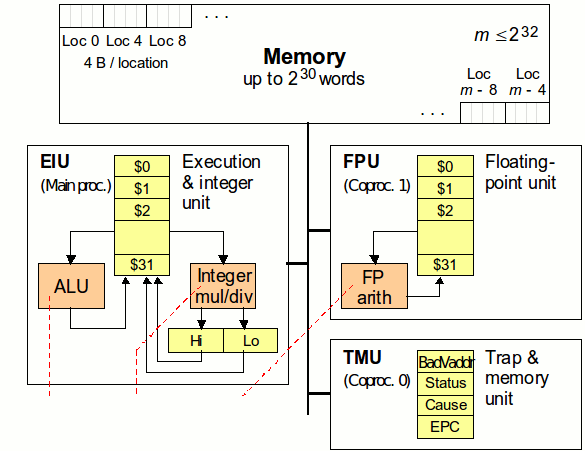 . . .
Loc 0 Loc 4 Loc 8
4 B / location
Memory
up to 2^30 words
m ≤ 2^32
Loc
m - 8
Loc
m - 4
. . .
EIU
(Main proc.)
$0
$1
$2
$31
Execution
& integer
unit
ALU
Integer
mul/div
Hi
Lo
FPU
(Coproc. 1)
$0
$1
$2
$31
Floating-
point unit
FP
arith
TMU
(Coproc. 0)
BadVaddr
Status
Cause
EPC
Trap &
memory
unit